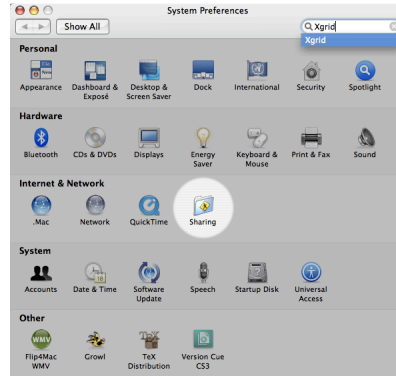 System Preferences
Show All
Xgrid
Xgrid
Personal
Appearance Dashboard & Exposé Desktop & Screen Saver Dock International Security Spotlight
Hardware
Bluetooth CDs & DVDs Displays Energy Saver Keyboard & Mouse Print & Fax Sound
Internet & Network
.Mac Network QuickTime Sharing
System
Accounts Date & Time Software Update Speech Startup Disk Universal Access
Other
WMV
TeX
Flip4Mac WMV Growl TeX Distribution Version Cue CS3